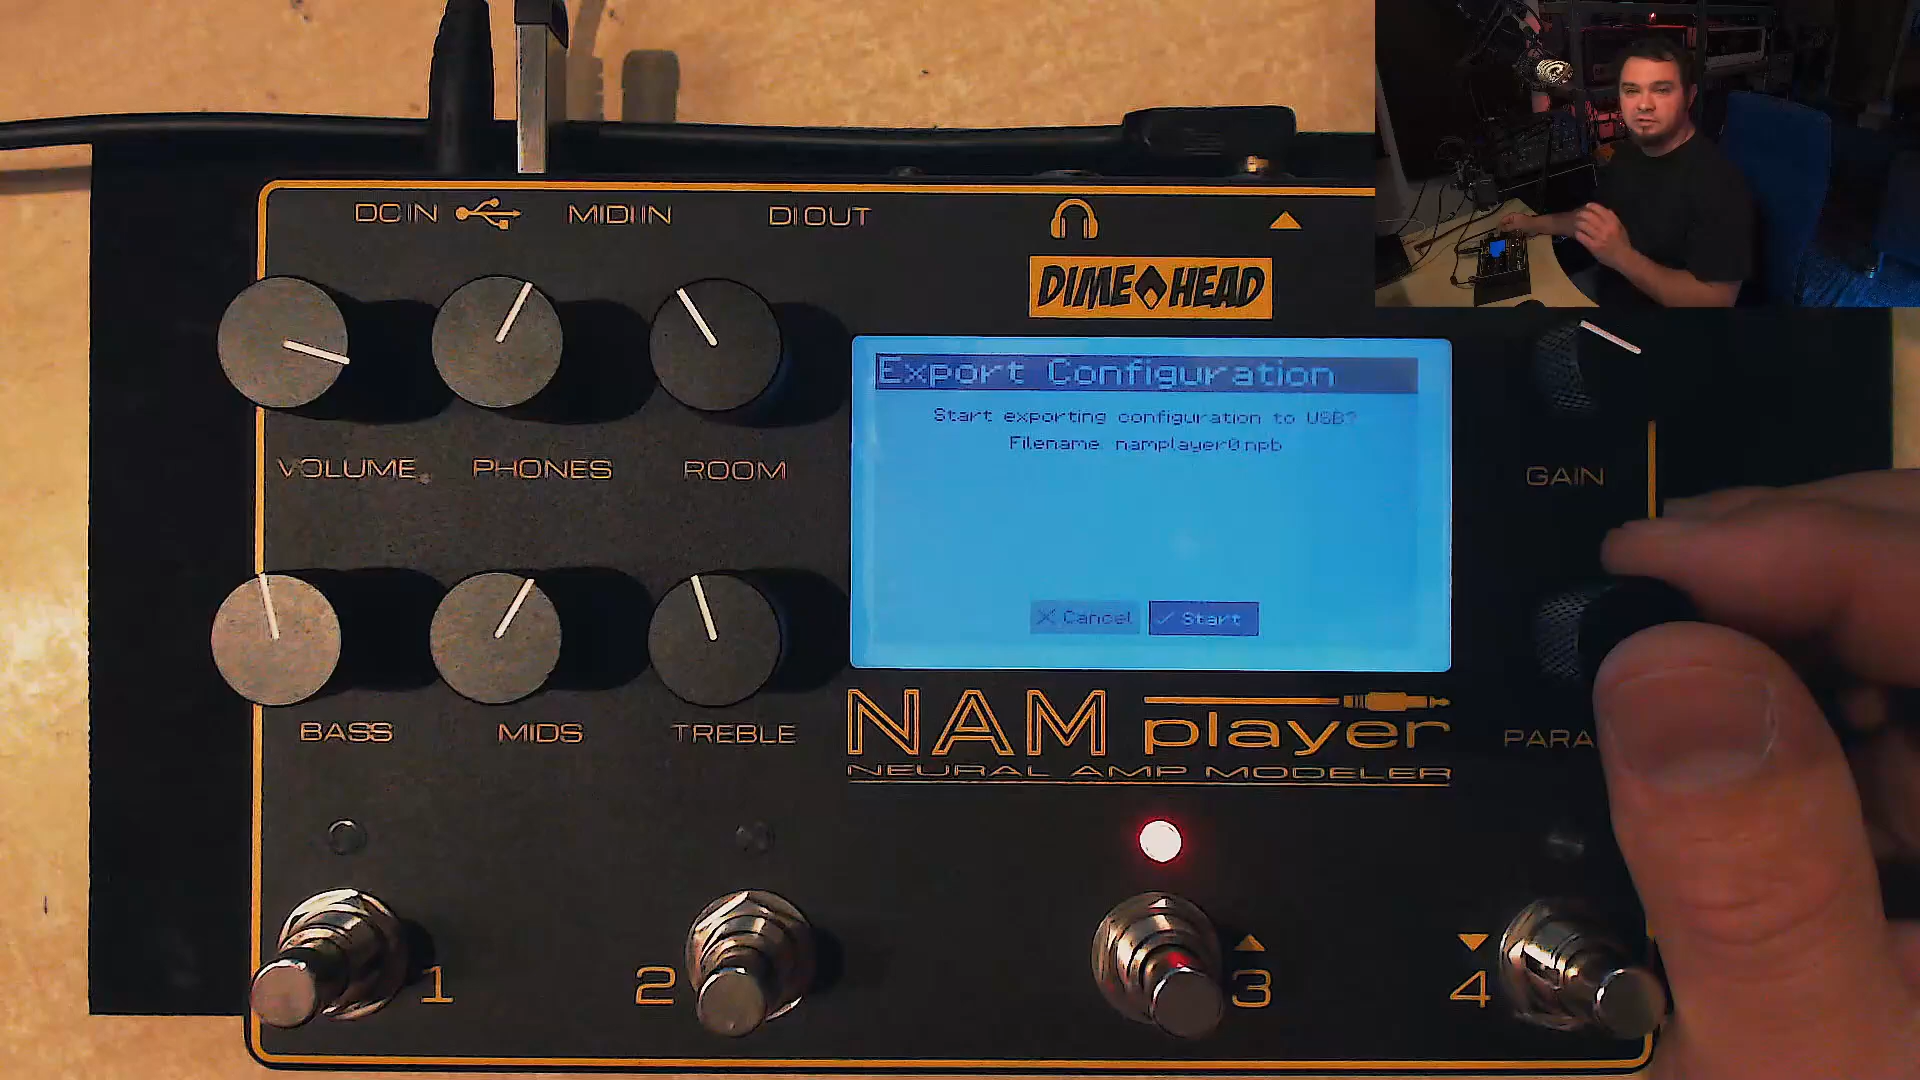 DC IN
MIDI IN
DI OUT
DIME HEAD
VOLUME
PHONES
ROOM
Export Configuration
Start exporting configuration to USB?
Filename: namplayer0.npb
Cancel
Start
GAIN
BASS
MIDS
TREBLE
PARA
NAM player
NEURAL AMP MODELER
1
2
3
4